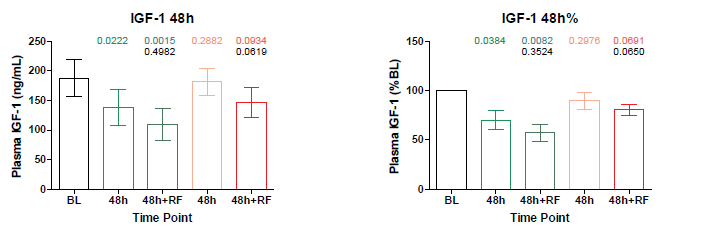 IGF-1 48h
0.0222 0.0015 0.2882 0.0934
0.4982 0.0619
250
200
150
100
50
0
Plasma IGF-1 (ng/mL)
BL 48h 48h+RF 48h 48h+RF
Time Point
IGF-1 48h%
0.0384 0.0082 0.2976 0.0691
0.3524 0.0650
150
100
50
0
Plasma IGF-1 (%BL)
BL 48h 48h+RF 48h 48h+RF
Time Point